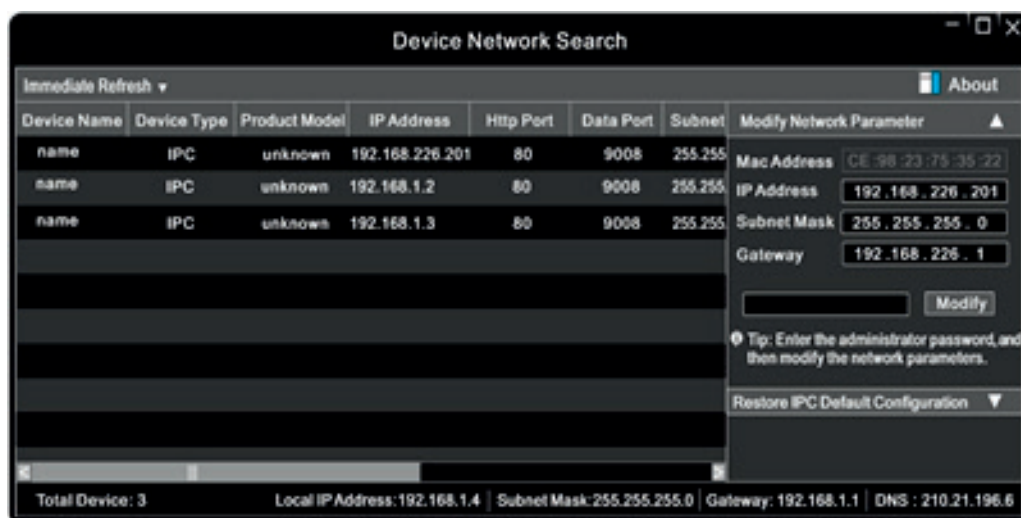 Device Network Search
Immediate Refresh
About
Device Name Device Type Product Model IP Address Http Port Data Port Subnet
name IPC unknown 192.168.226.201 80 9008 255.255
name IPC unknown 192.168.1.2 80 9008 255.255.
name IPC unknown 192.168.1.3 80 9008 255.255.
Modify Network Parameter
Mac Address CE:98:23:75:35:22
IP Address 192.168.226.201
Subnet Mask 255.255.255. 0
Gateway 192.168.226. 1
Modify
Tip: Enter the administrator password, and
then modify the network parameters.
Restore IPC Default Configuration
Total Device: 3 Local IP Address:192.168.1.4 Subnet Mask:255.255.255.0 Gateway: 192.168.1.1 DNS : 210.21.196.6